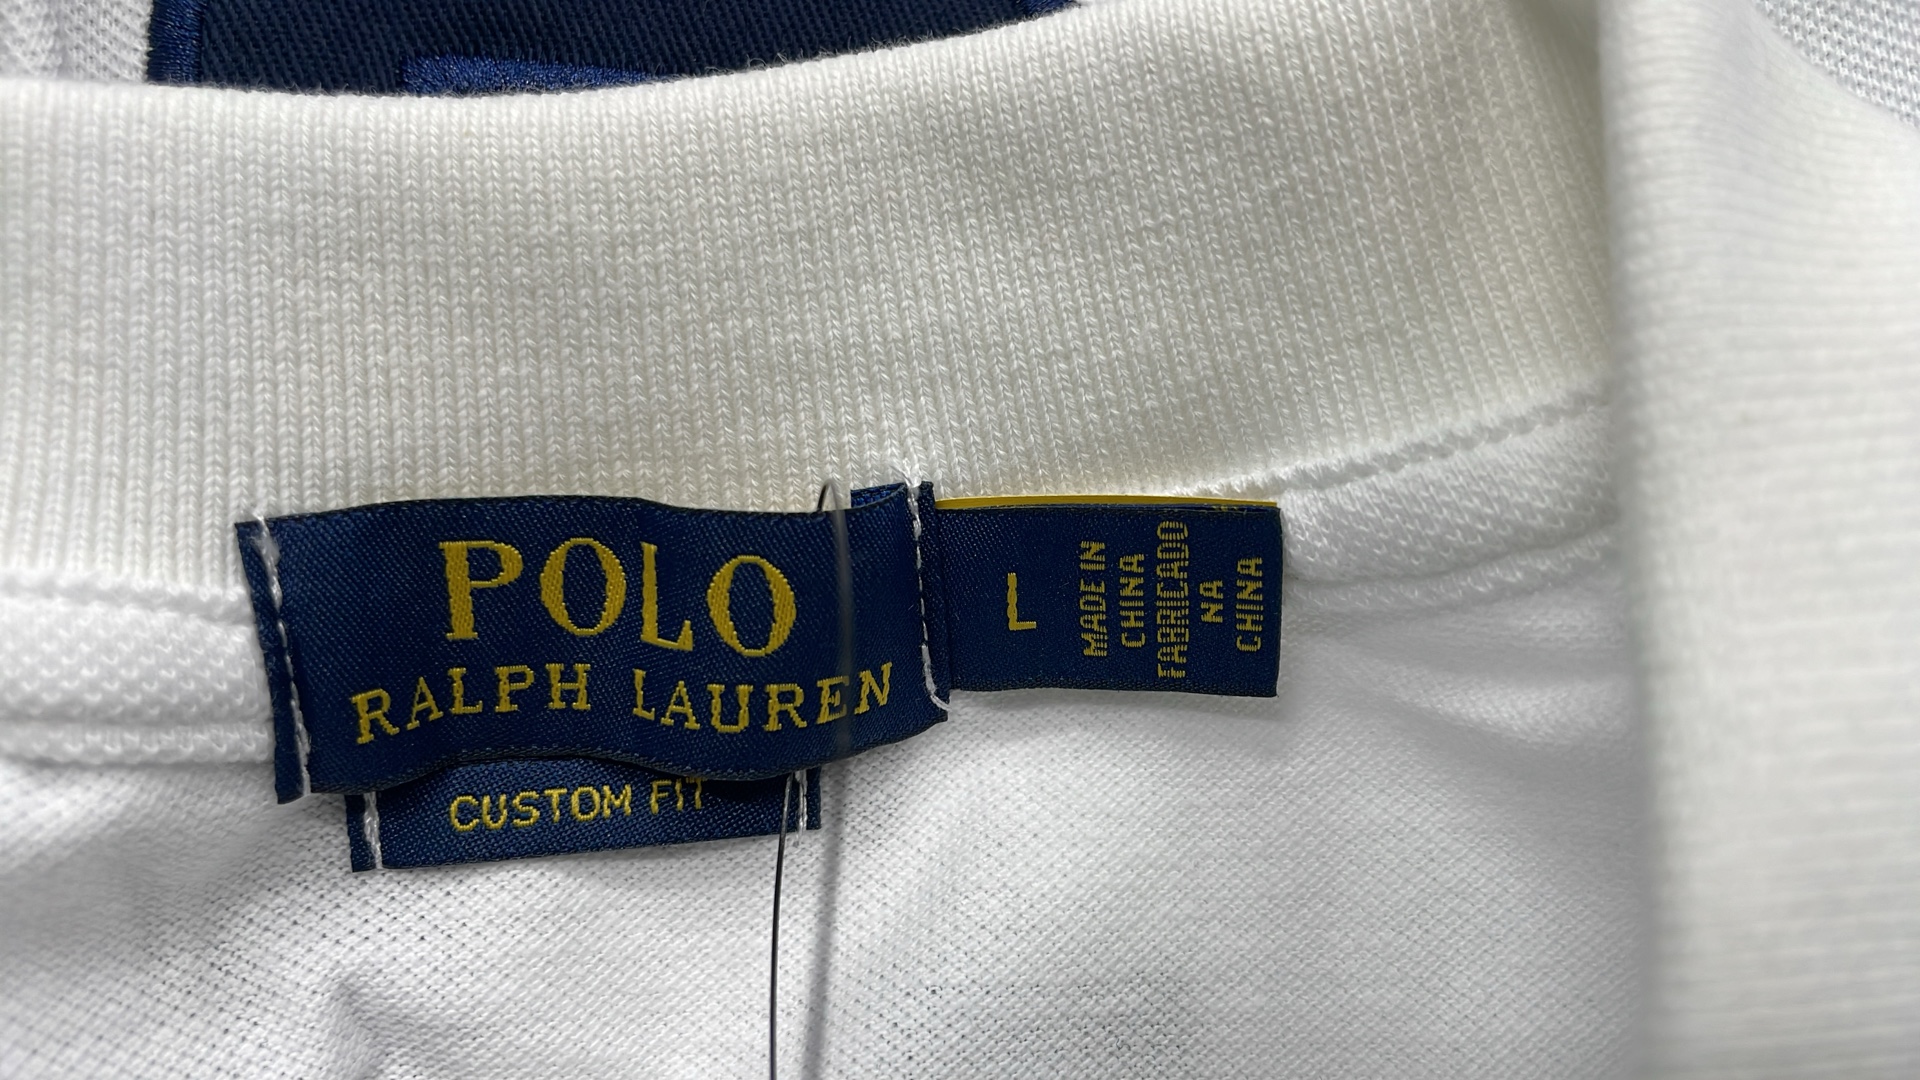 POLO
RALPH LAUREN
CUSTOM FIT
L
MADE IN
CHINA
FABRICADO
NA
CHINA